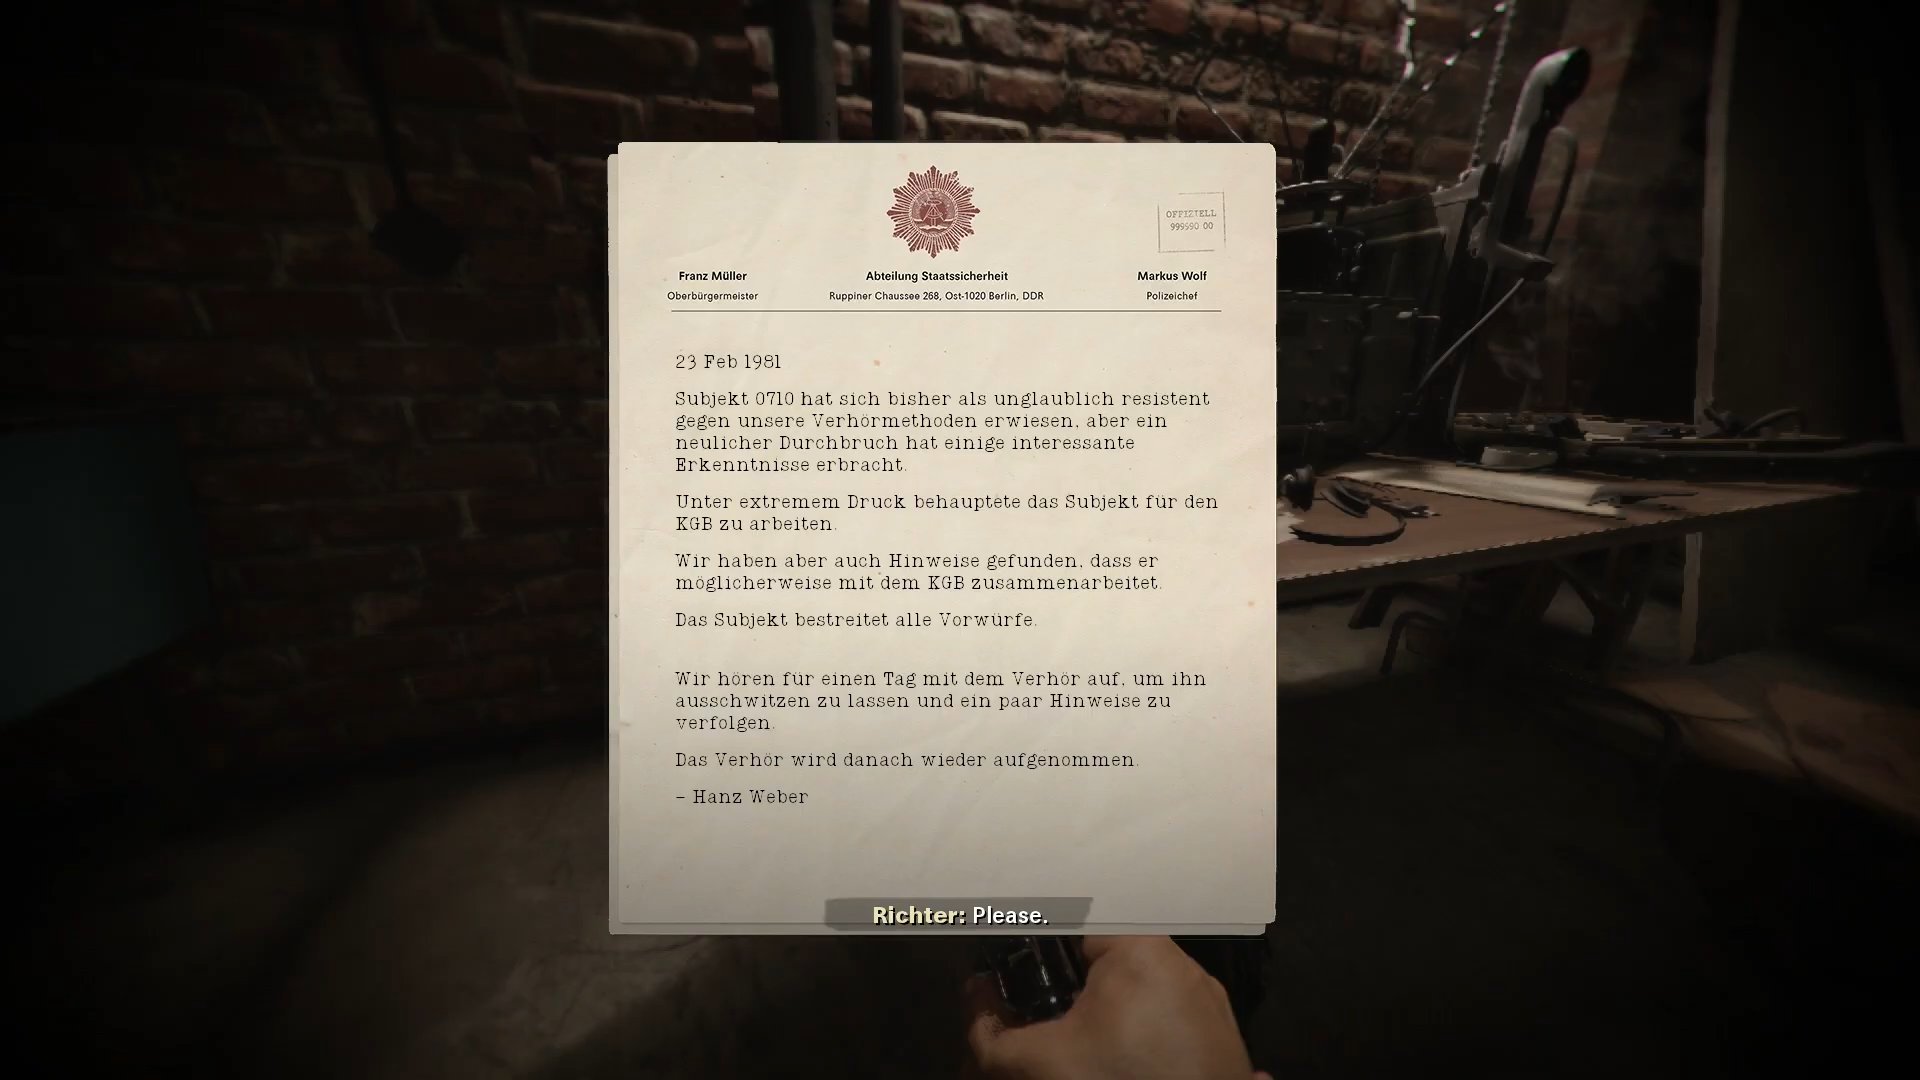 OFFIZIELL
999990 00
Franz Müller
Abteilung Staatssicherheit
Markus Wolf
Oberbürgermeister
Ruppiner Chaussee 268, Ost-1020 Berlin, DDR
Polizeichef
23 Feb 1981
Subjekt 0710 hat sich bisher als unglaublich resistent
gegen unsere Verhörmethoden erwiesen, aber ein
neulicher Durchbruch hat einige interessante
Erkenntnisse erbracht.
Unter extremem Druck behauptete das Subjekt für den
KGB zu arbeiten.
Wir haben aber auch Hinweise gefunden, dass er
möglicherweise mit dem KGB zusammenarbeitet.
Das Subjekt bestreitet alle Vorwürfe.
Wir hören für einen Tag mit dem Verhör auf, um ihn
ausschwitzen zu lassen und ein paar Hinweise zu
verfolgen.
Das Verhör wird danach wieder aufgenommen.
– Hanz Weber
Richter: Please.